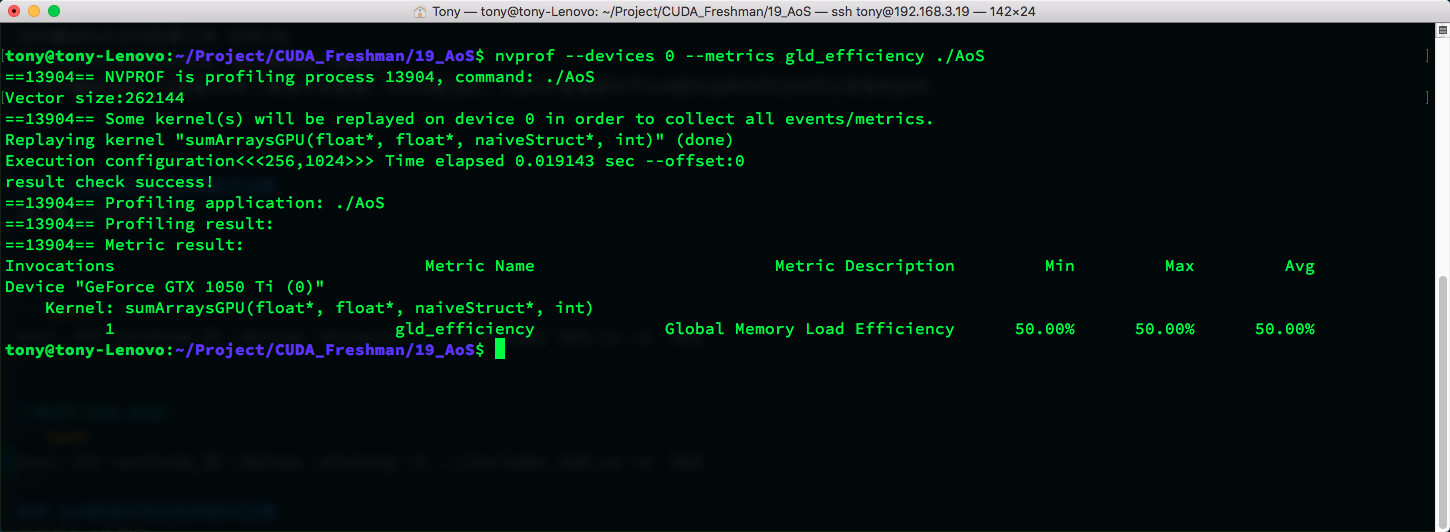 Tony — tony@tony-Lenovo: ~/Project/CUDA_Freshman/19_AoS — ssh tony@192.168.3.19 — 142×24
tony@tony-Lenovo:~/Project/CUDA_Freshman/19_AoS$ nvprof --devices 0 --metrics gld_efficiency ./AoS
==13904== NVPROF is profiling process 13904, command: ./AoS
Vector size:262144
==13904== Some kernel(s) will be replayed on device 0 in order to collect all events/metrics.
Replaying kernel "sumArraysGPU(float*, float*, naiveStruct*, int)" (done)
Execution configuration<<<256,1024>>> Time elapsed 0.019143 sec --offset:0
result check success!
==13904== Profiling application: ./AoS
==13904== Profiling result:
==13904== Metric result:
Invocations Metric Name Metric Description Min Max Avg
Device "GeForce GTX 1050 Ti (0)"
Kernel: sumArraysGPU(float*, float*, naiveStruct*, int)
1 gld_efficiency Global Memory Load Efficiency 50.00% 50.00% 50.00%
tony@tony-Lenovo:~/Project/CUDA_Freshman/19_AoS$